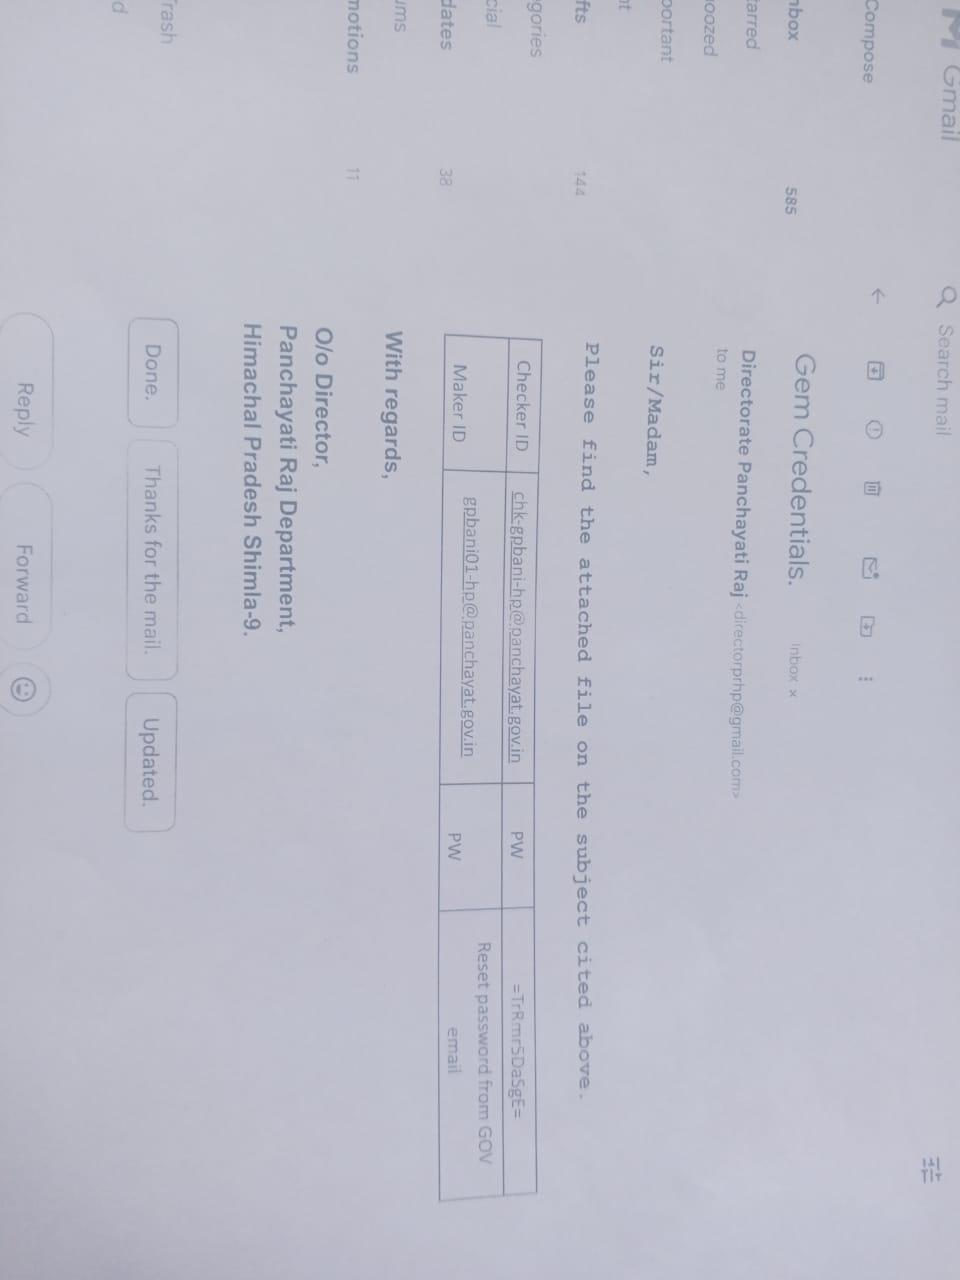 Gmail
Search mail
Compose
nbox 585
tarred
oozed
portant
nt
fts 144
gories
cial
dates 38
ums
motions 11
Trash
d
Gem Credentials. Inbox ×
Directorate Panchayati Raj <directorprhp@gmail.com>
to me
Sir/Madam,
Please find the attached file on the subject cited above.
Checker ID chk-gpbani-hp@panchayat.gov.in PW =TrRmr5DaSgE=
Maker ID gpbani01-hp@panchayat.gov.in PW Reset password from GOV
email
With regards,
O/o Director,
Panchayati Raj Department,
Himachal Pradesh Shimla-9.
Done. Thanks for the mail. Updated.
Reply Forward